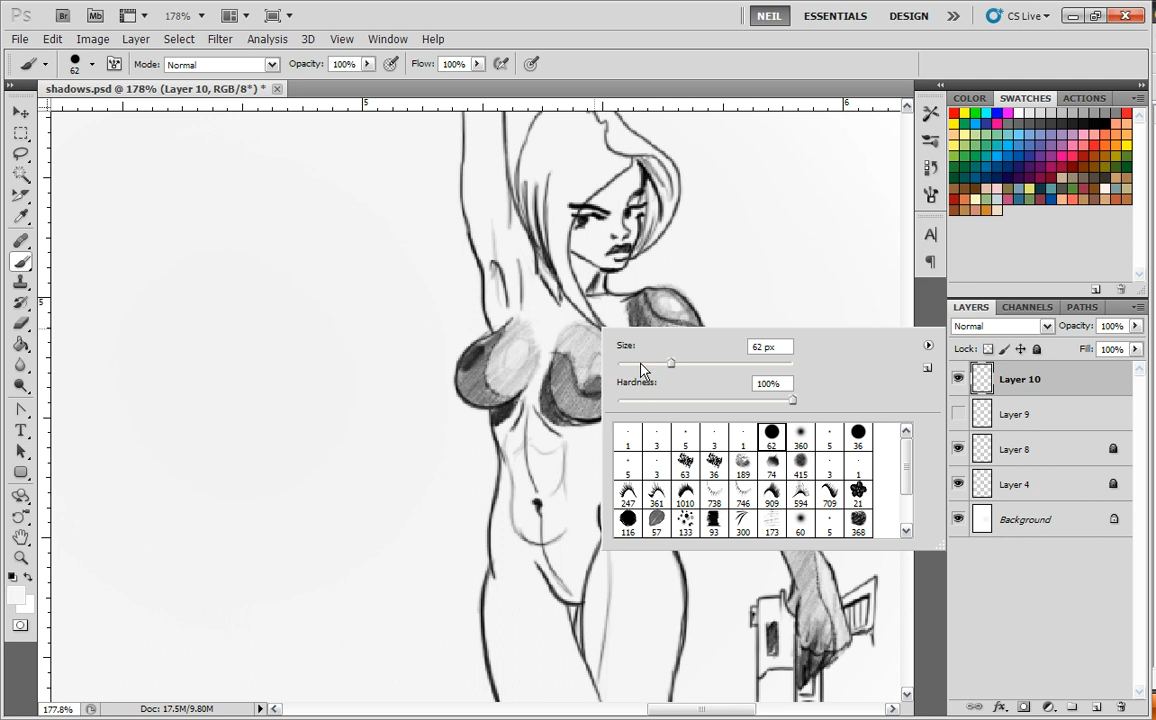 Ps Br Mb 178% NEIL ESSENTIALS DESIGN CS Live
File Edit Image Layer Select Filter Analysis 3D View Window Help
62 Mode: Normal Opacity: 100% Flow: 100%
shadows.psd @ 178% (Layer 10, RGB/8*) *
5 6
5
COLOR SWATCHES ACTIONS
Size: 62 px
Hardness: 100%
1 3 5 3 1 62 360 5 36
5 3 63 36 189 74 415 3 1
247 361 1010 738 746 909 594 709 21
116 57 133 93 300 173 60 5 368
LAYERS CHANNELS PATHS
Normal Opacity: 100%
Lock: Fill: 100%
Layer 10
Layer 9
Layer 8
Layer 4
Background
177.8% Doc: 17.5M/9.80M